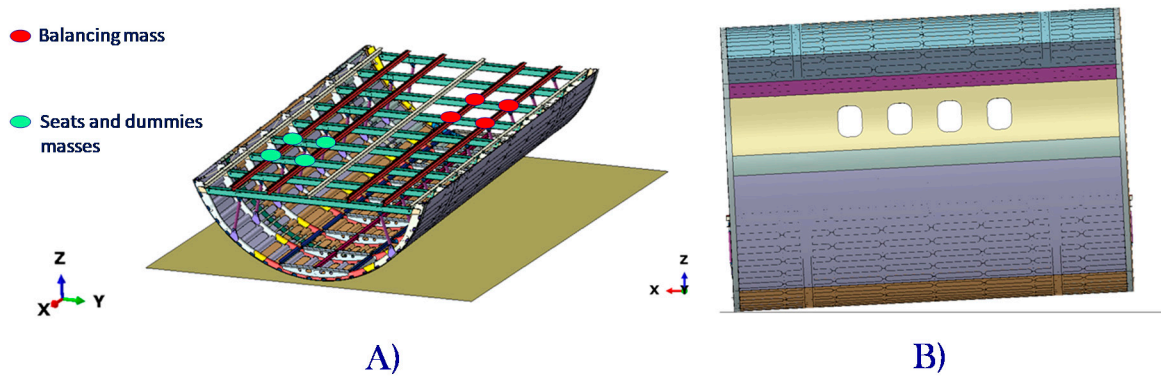 Balancing mass
Seats and dummies
masses
Z
X
Y
Z
X
Y
A)
B)